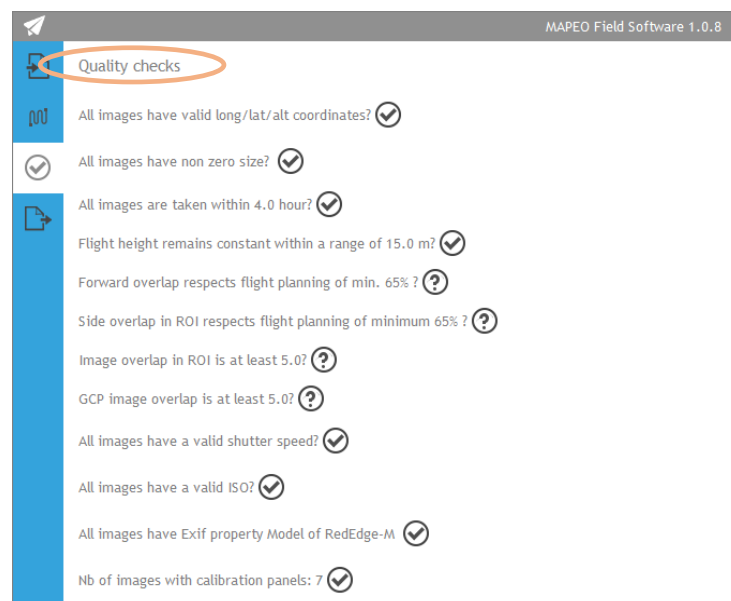 MAPEO Field Software 1.0.8
Quality checks
All images have valid long/lat/alt coordinates?
All images have non zero size?
All images are taken within 4.0 hour?
Flight height remains constant within a range of 15.0 m?
Forward overlap respects flight planning of min. 65% ?
?
Side overlap in ROI respects flight planning of minimum 65% ?
?
Image overlap in ROI is at least 5.0?
?
GCP image overlap is at least 5.0?
?
All images have a valid shutter speed?
All images have a valid ISO?
All images have Exif property Model of RedEdge-M
Nb of images with calibration panels: 7